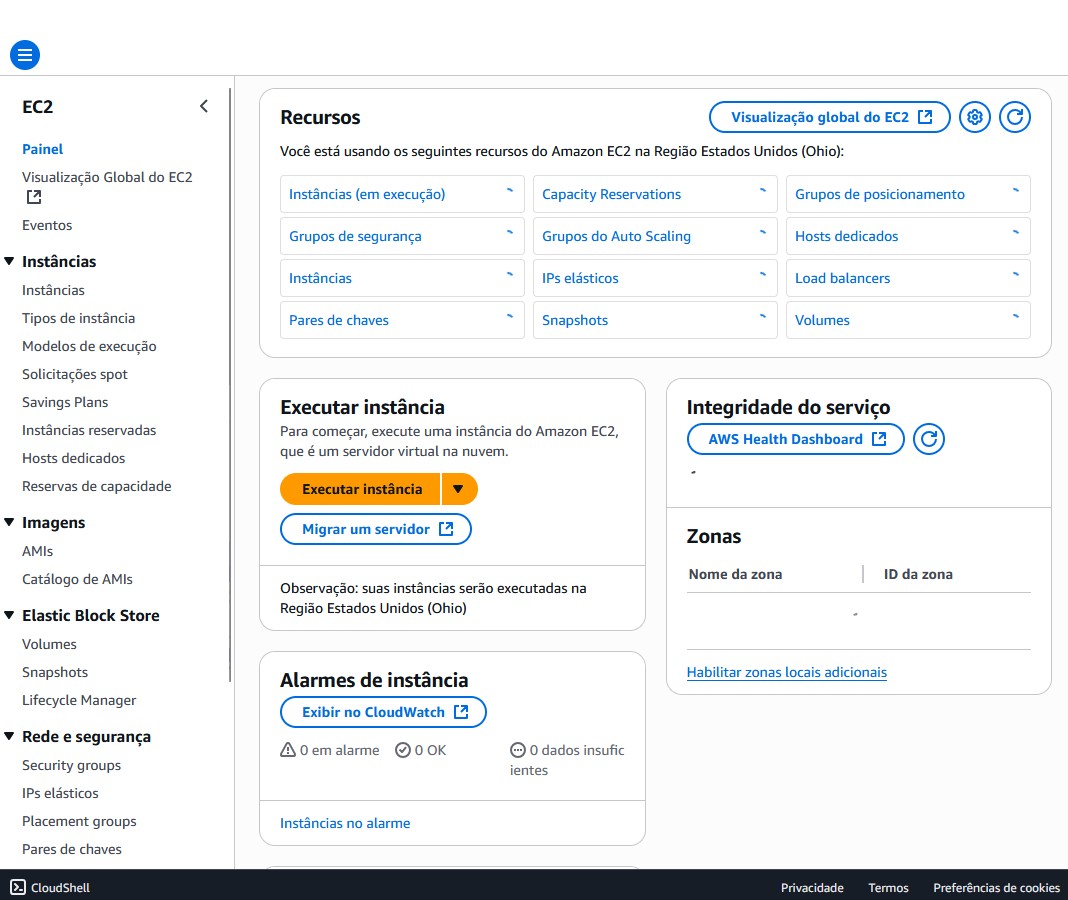 EC2
Painel
Visualização Global do EC2
Eventos
Instâncias
Instâncias
Tipos de instância
Modelos de execução
Solicitações spot
Savings Plans
Instâncias reservadas
Hosts dedicados
Reservas de capacidade
Imagens
AMIs
Catálogo de AMIs
Elastic Block Store
Volumes
Snapshots
Lifecycle Manager
Rede e segurança
Security groups
IPs elásticos
Placement groups
Pares de chaves
Recursos
Visualização global do EC2
Você está usando os seguintes recursos do Amazon EC2 na Região Estados Unidos (Ohio):
Instâncias (em execução)
Capacity Reservations
Grupos de posicionamento
Grupos de segurança
Grupos do Auto Scaling
Hosts dedicados
Instâncias
IPs elásticos
Load balancers
Pares de chaves
Snapshots
Volumes
Executar instância
Para começar, execute uma instância do Amazon EC2,
que é um servidor virtual na nuvem.
Executar instância
Migrar um servidor
Observação: suas instâncias serão executadas na
Região Estados Unidos (Ohio)
Alarmes de instância
Exibir no CloudWatch
0 em alarme
0 OK
0 dados insufic
ientes
Instâncias no alarme
Integridade do serviço
AWS Health Dashboard
Zonas
Nome da zona
ID da zona
Habilitar zonas locais adicionais
CloudShell
Privacidade
Termos
Preferências de cookies